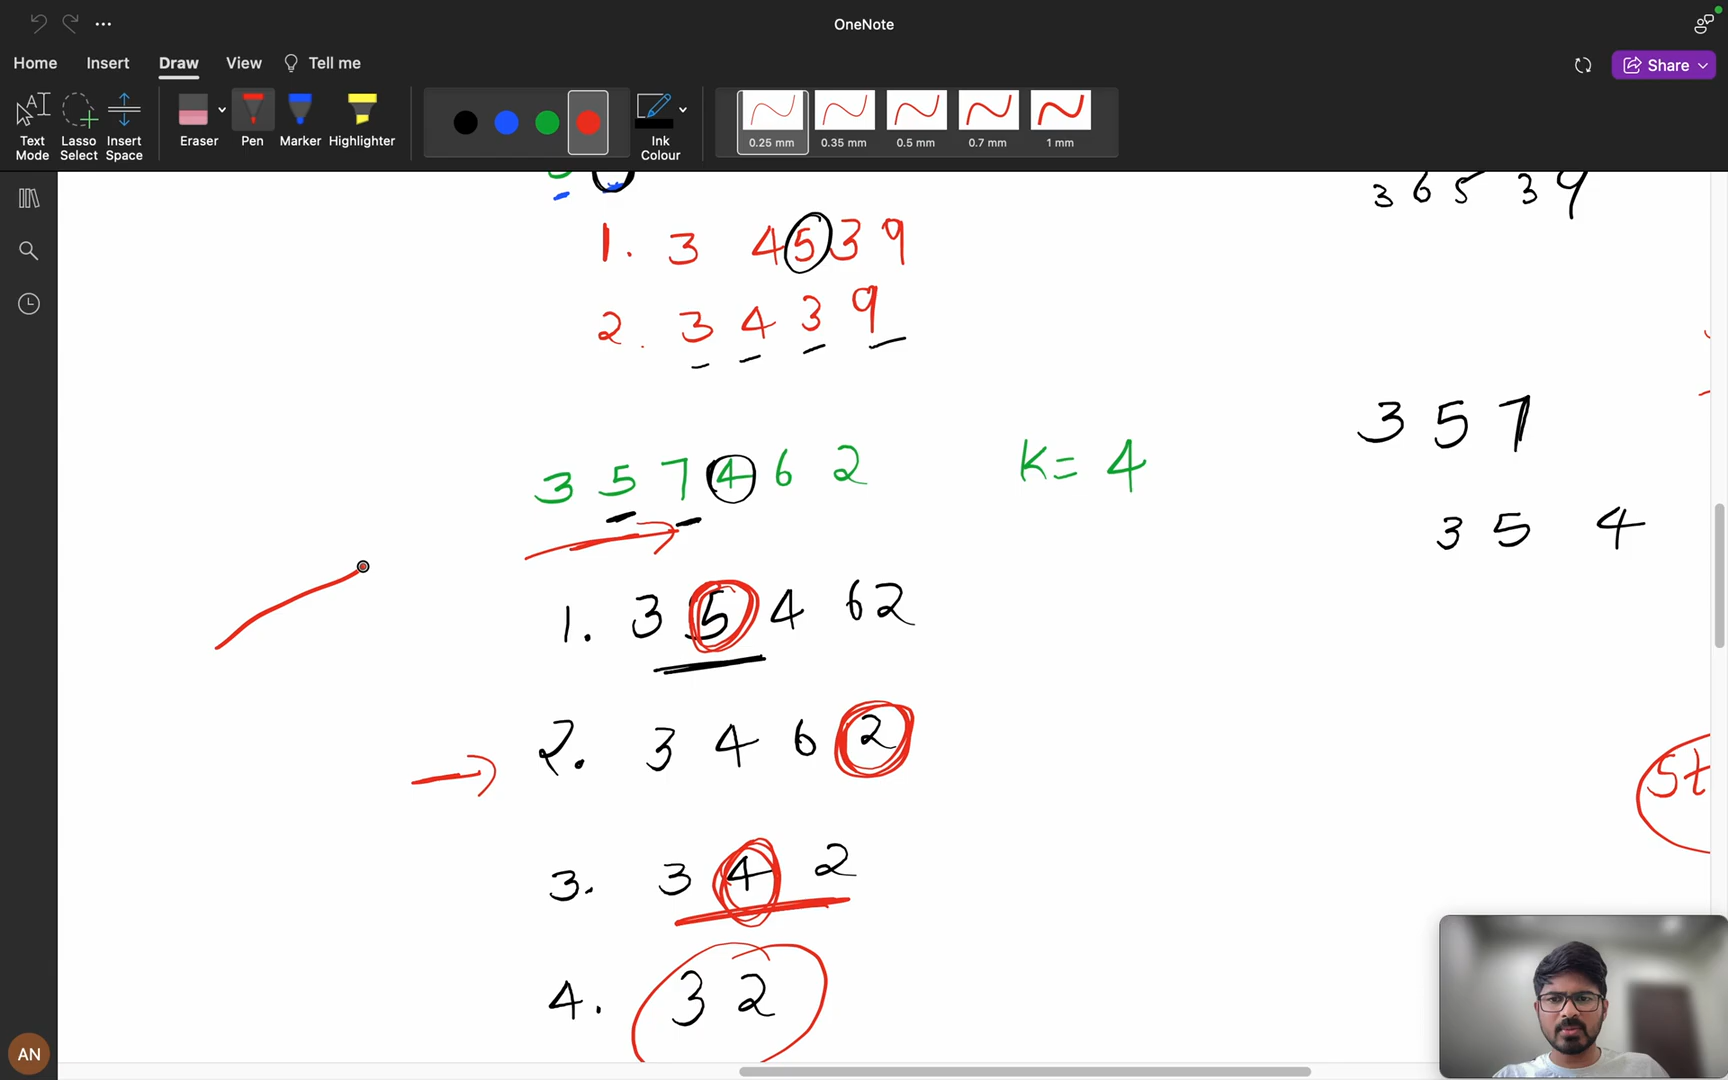 OneNote
Home Insert Draw View Tell me
Share
Text Mode
Lasso Select
Insert Space
Eraser
Pen
Marker
Highlighter
Ink Colour
0.25 mm
0.35 mm
0.5 mm
0.7 mm
1 mm
3 6 5 3 9
1. 3 4 5 3 9
2. 3 4 3 9
3 5 7
3 5 7 4 6 2 K= 4
3 5 4
1. 3 5 4 6 2
2. 3 4 6 2
St
3. 3 4 2
4. 3 2
AN